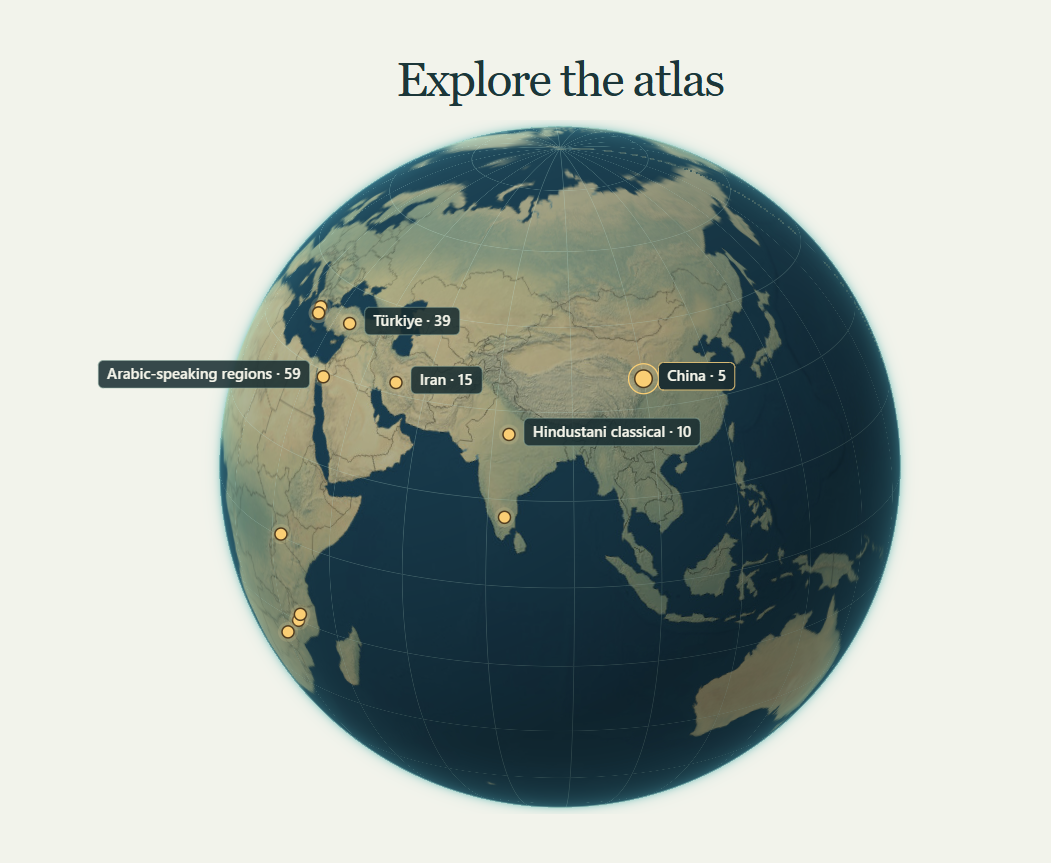 Explore the atlas
Türkiye · 39
Arabic-speaking regions · 59
Iran · 15
China · 5
Hindustani classical · 10